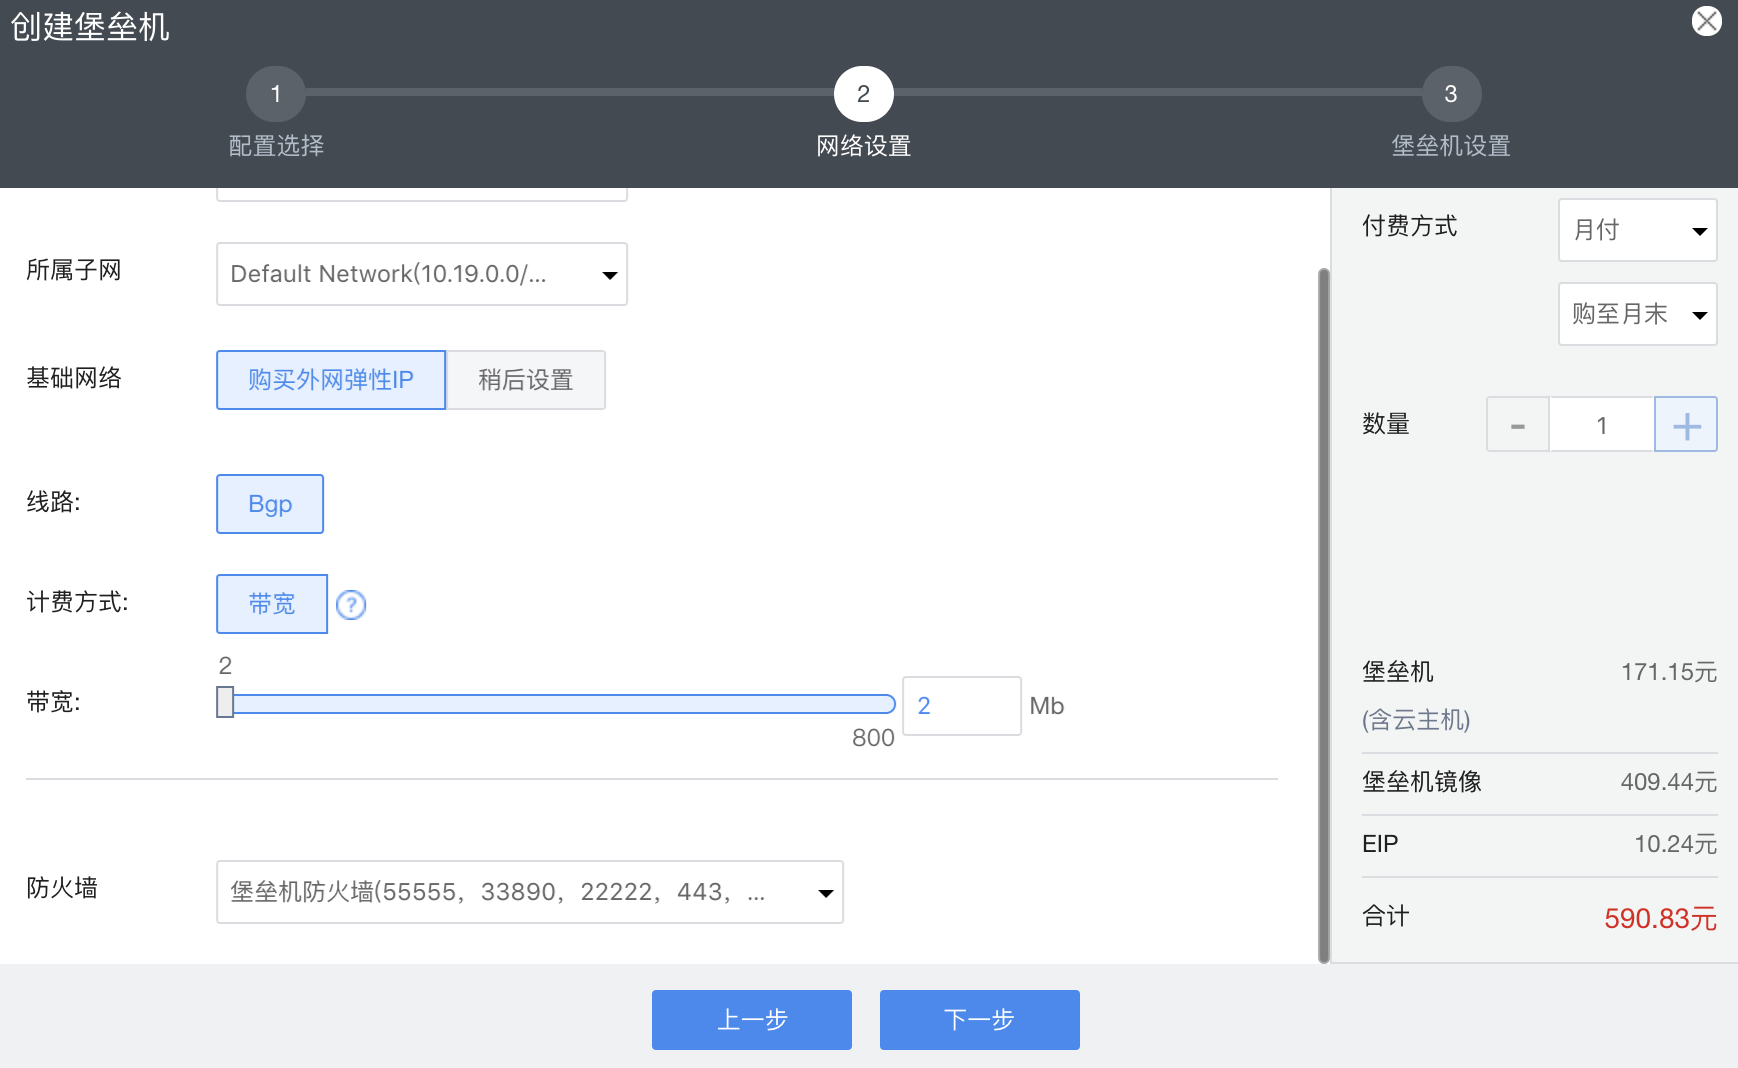 创建堡垒机
1
2
3
配置选择
网络设置
堡垒机设置
所属子网
Default Network(10.19.0.0/...
基础网络
购买外网弹性IP
稍后设置
线路:
Bgp
计费方式:
带宽
?
2
带宽:
2
Mb
800
防火墙
堡垒机防火墙(55555，33890，22222，443，...
付费方式
月付
购至月末
数量
-
1
+
堡垒机
171.15元
(含云主机)
堡垒机镜像
409.44元
EIP
10.24元
合计
590.83元
上一步
下一步